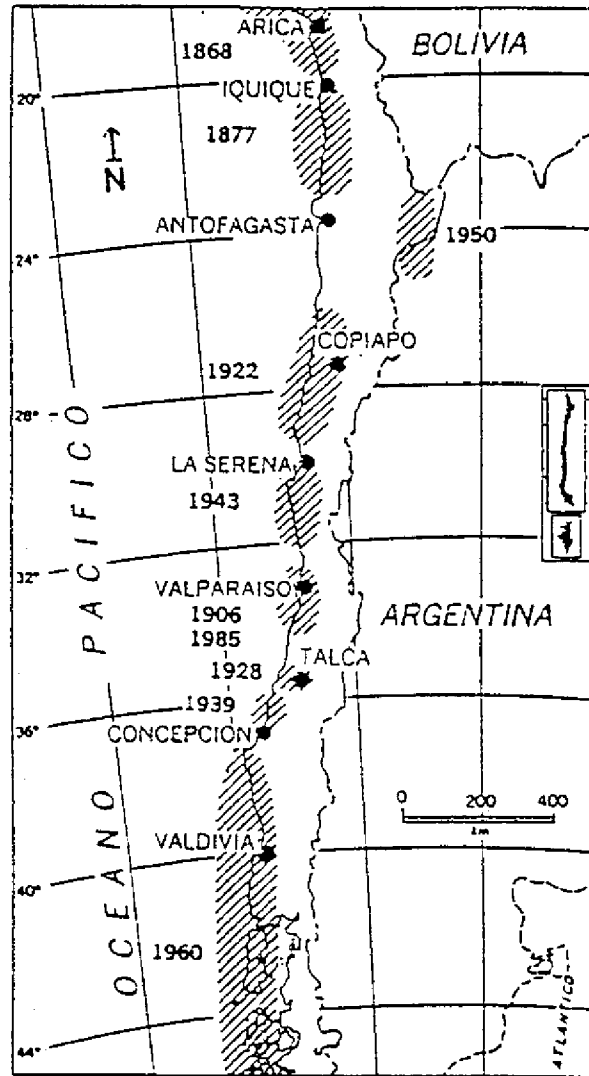 ARICA
BOLIVIA
1868
IQUIQUE
20°
1877
N
ANTOFAGASTA
1950
24°
COPIAPO
1922
28°
LA SERENA
1943
32°
VALPARAISO
1906
ARGENTINA
1985
TALCA
1928
1939
36°
CONCEPCION
0 200 400
km
VALDIVIA
40°
1960
44°
OCEANO PACIFICO
ATLANTICO